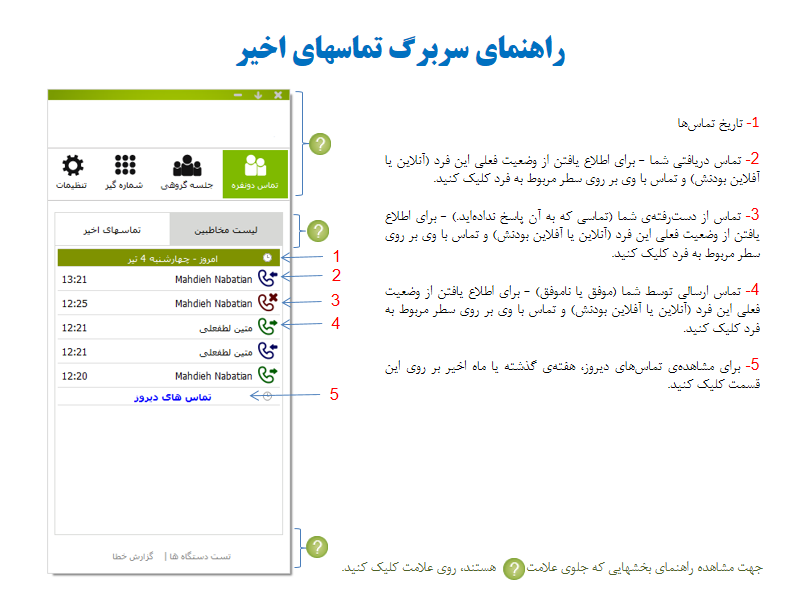 راهنمای سربرگ تماسهای اخیر
1- تاریخ تماس‌ها
2- تماس دریافتی شما - برای اطلاع یافتن از وضعیت فعلی این فرد (آنلاین یا
آفلاین بودنش) و تماس با وی بر روی سطر مربوط به فرد کلیک کنید.
3- تماس از دست‌رفته‌ی شما (تماسی که به آن پاسخ نداده‌اید.) - برای اطلاع
یافتن از وضعیت فعلی این فرد (آنلاین یا آفلاین بودنش) و تماس با وی بر روی
سطر مربوط به فرد کلیک کنید.
4- تماس ارسالی توسط شما (موفق یا ناموفق) - برای اطلاع یافتن از وضعیت
فعلی این فرد (آنلاین یا آفلاین بودنش) و تماس با وی بر روی سطر مربوط به
فرد کلیک کنید.
5- برای مشاهده‌ی تماس‌های دیروز، هفته‌ی گذشته یا ماه اخیر بر روی این
قسمت کلیک کنید.
?
تماس دونفره جلسه گروهی شماره گیر تنظیمات
?
لیست مخاطبین تماسهای اخیر
امروز - چهارشنبه 4 تیر 1
Mahdieh Nabatian 13:21 2
Mahdieh Nabatian 12:25 3
متین لطفعلی 12:21 4
متین لطفعلی 12:21
Mahdieh Nabatian 12:20
تماس های دیروز 5
تست دستگاه ها | گزارش خطا
?
جهت مشاهده راهنمای بخشهایی که جلوی علامت ? هستند، روی علامت کلیک کنید.